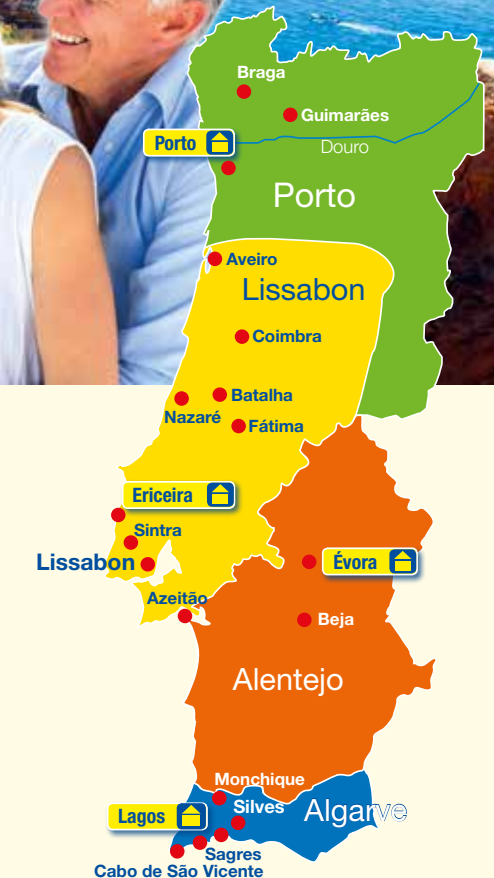 Braga
Guimarães
Porto
Douro
Porto
Aveiro
Lissabon
Coimbra
Batalha
Nazaré
Fátima
Ericeira
Sintra
Lissabon
Évora
Azeitão
Beja
Alentejo
Monchique
Silves
Algarve
Lagos
Sagres
Cabo de São Vicente